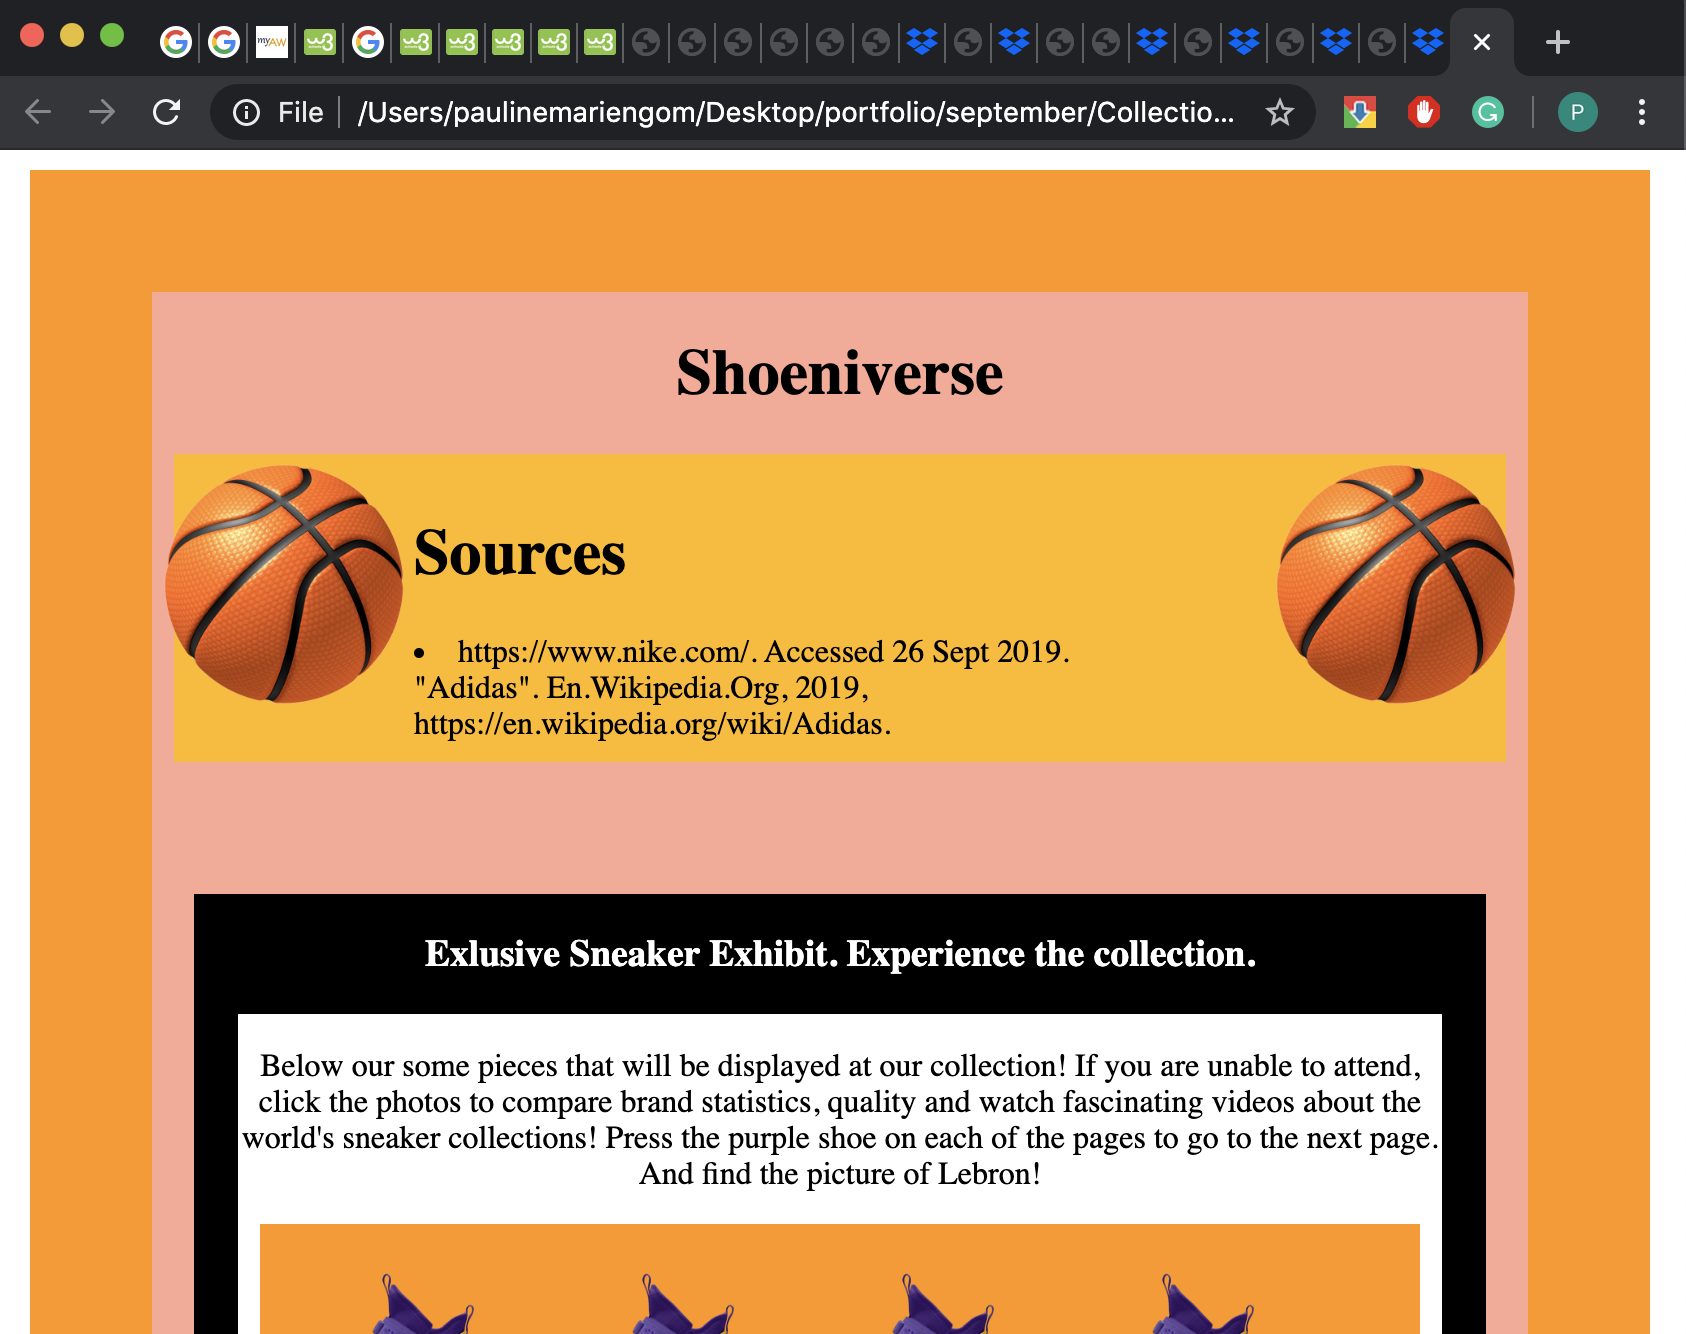 File
/Users/paulinemariengom/Desktop/portfolio/september/Collectio...
P
Shoeniverse
Sources
• https://www.nike.com/. Accessed 26 Sept 2019.
"Adidas". En.Wikipedia.Org, 2019,
https://en.wikipedia.org/wiki/Adidas.
Exlusive Sneaker Exhibit. Experience the collection.
Below our some pieces that will be displayed at our collection! If you are unable to attend,
click the photos to compare brand statistics, quality and watch fascinating videos about the
world's sneaker collections! Press the purple shoe on each of the pages to go to the next page.
And find the picture of Lebron!